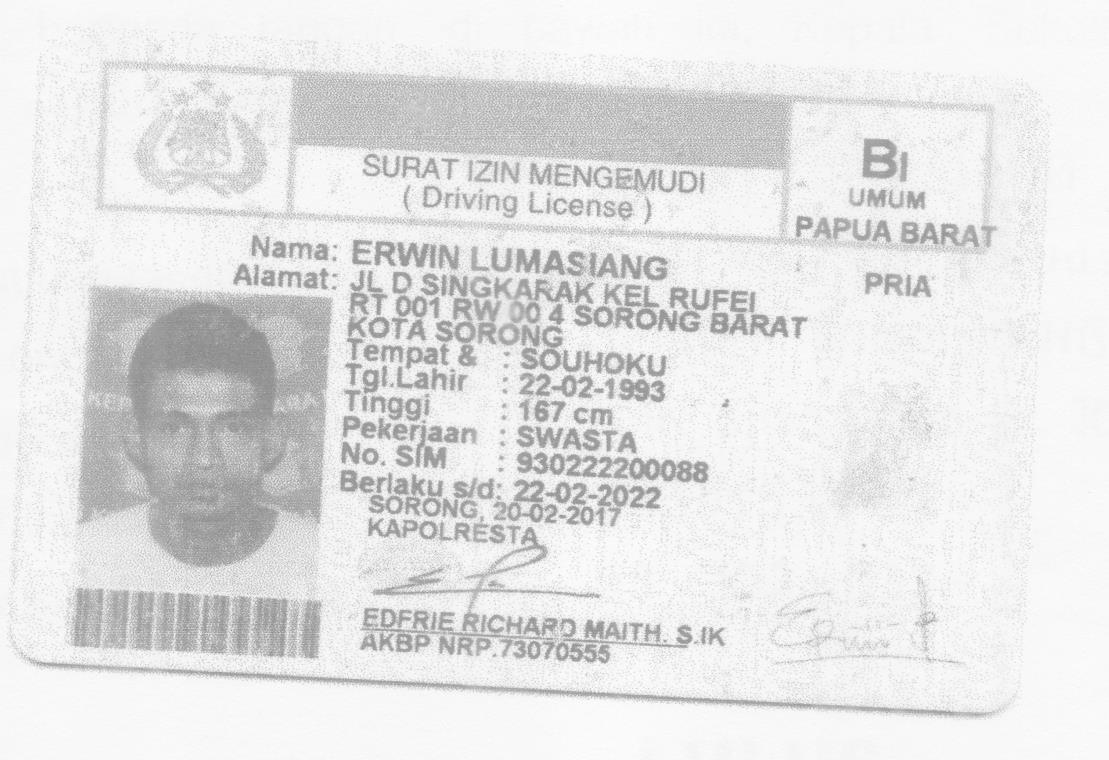 SURAT IZIN MENGEMUDI
( Driving License )
BI
UMUM
PAPUA BARAT
Nama: ERWIN LUMASIANG
PRIA
Alamat: JL D SINGKARAK KEL RUFEI
RT 001 RW 00 4 SORONG BARAT
KOTA SORONG
Tempat & : SOUHOKU
Tgl.Lahir : 22-02-1993
Tinggi : 167 cm
Pekerjaan : SWASTA
No. SIM : 930222200088
Berlaku s/d: 22-02-2022
SORONG, 20-02-2017
KAPOLRESTA
EDFRIE RICHARD MAITH. S.IK
AKBP NRP.73070555